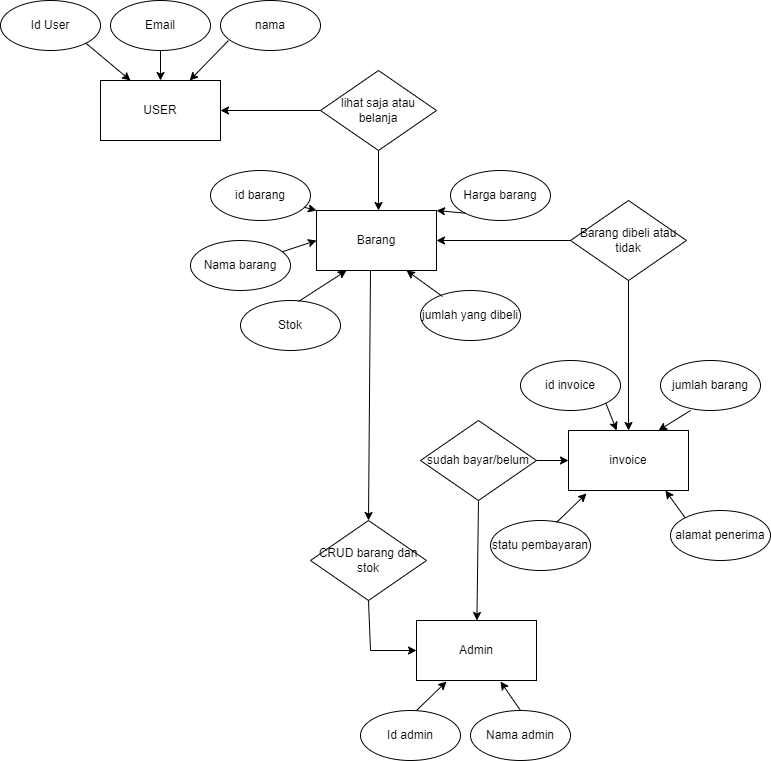 Id User
Email
nama
USER
lihat saja atau
belanja
id barang
Harga barang
Barang
Barang dibeli atau
tidak
Nama barang
Stok
jumlah yang dibeli
id invoice
jumlah barang
sudah bayar/belum
invoice
statu pembayaran
alamat penerima
CRUD barang dan
stok
Admin
Id admin
Nama admin